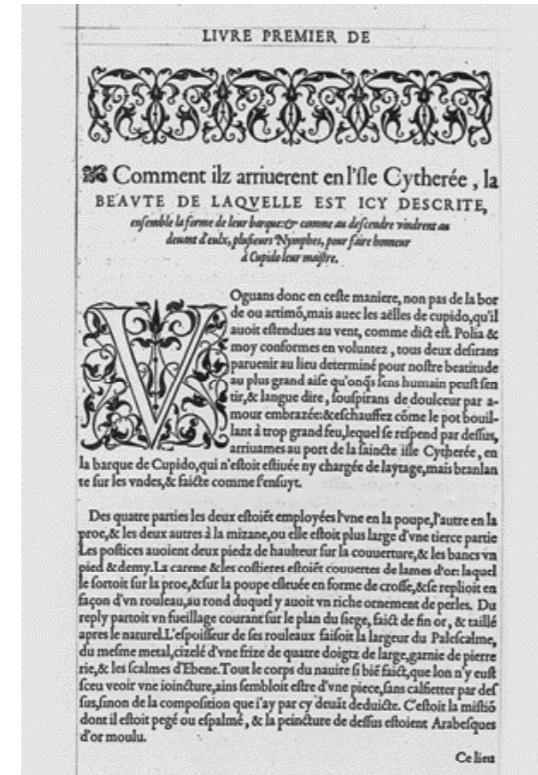 LIVRE PREMIER DE
Comment ilz arriuerent en l'isle Cytherée, la
BEAVTE DE LAQVELLE EST ICY DESCRITE,
ensemble la forme de leur barque: & comme au descendre vindrent au
deuant d'eulx, plusieurs Nymphes, pour faire honneur
à Cupido leur maistre.
VOguans donc en ceste maniere, non pas de la bor
de ou artimõ, mais auec les aëlles de cupido, qu'il
auoit estendues au vent, comme dict est. Polia &
moy conformes en voluntez, tous deux desirans
paruenir au lieu determiné pour nostre beatitude
au plus grand aise qu'onq̃s sens humain peust sen
tir, & langue dire, souspirans de doulceur par a-
mour embrazée: & eschauffez cõme le pot bouil-
lant à trop grand feu, lequel se respend par dessus,
arriuames au port de la saincte isle Cytherée, en
la barque de Cupido, qui n'estoit estiuée ny chargée de laytage, mais branlan
te sur les vndes, & faicte comme s'ensuyt.
Des quatre parties les deux estoiẽt employées l'vne en la poupe, l'autre en la
proe, & les deux autres à la mizane, ou elle estoit plus large d'vne tierce partie
Les postices auoient deux piedz de haulteur sur la couuerture, & les bancs vn
pied & demy. La carene & les costieres estoiẽt couuertes de lames d'or: laquel
le sortoit sur la proe, & sur la poupe esleuée en forme de crosse, & se replioit en
façon d'vn rouleau, au rond duquel y auoit vn riche ornement de perles. Du
reply partoit vn fueillage courant sur le plan du siege, faict de fin or, & taillé
apres le naturel. L'espoisseur de ses rouleaux faisoit la largeur du Palescalme,
du mesme metal, cizelé d'vne frize de quatre doigtz de large, garnie de pierre
rie, & les scalmes d'Ebene. Tout le corps du nauire si biẽ faict, que lon n'y eust
sceu veoir vne ioincture, ains sembloit estre d'vne piece, sans calfetter par des
sus, sinon de la composition que i'ay par cy deuãt deduicte. C'estoit la mistiõ
dont il estoit pegé ou espalmé, & la peincture de dessus estoient Arabesques
d'or moulu.
Ce lieu